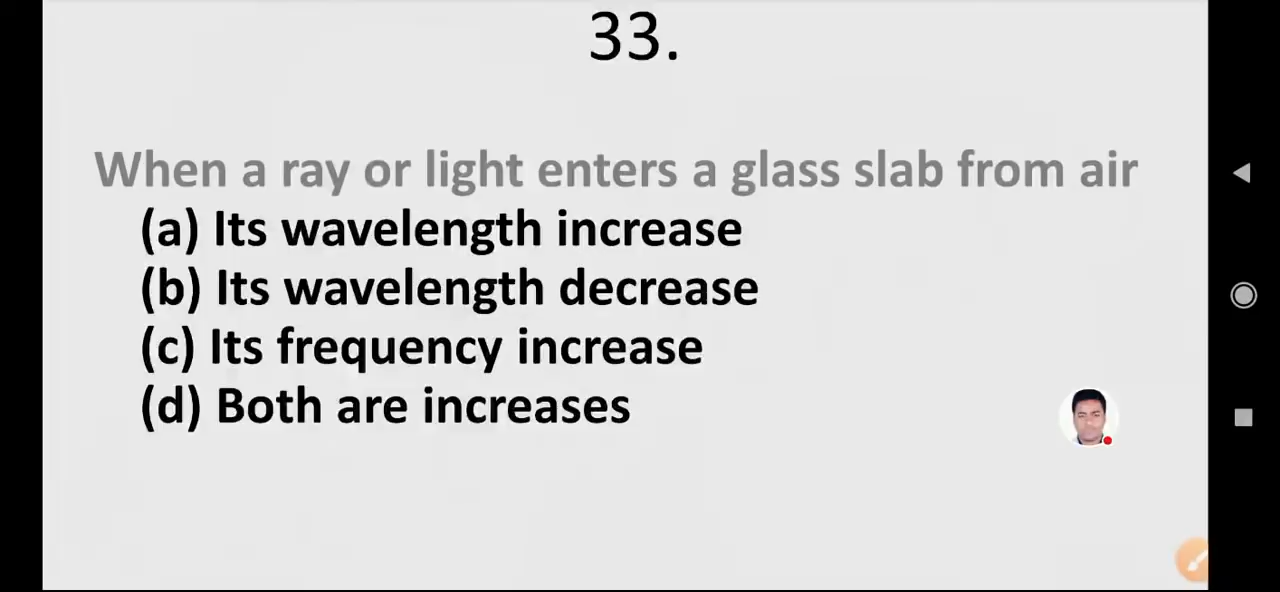 33.
When a ray or light enters a glass slab from air
(a) Its wavelength increase
(b) Its wavelength decrease
(c) Its frequency increase
(d) Both are increases